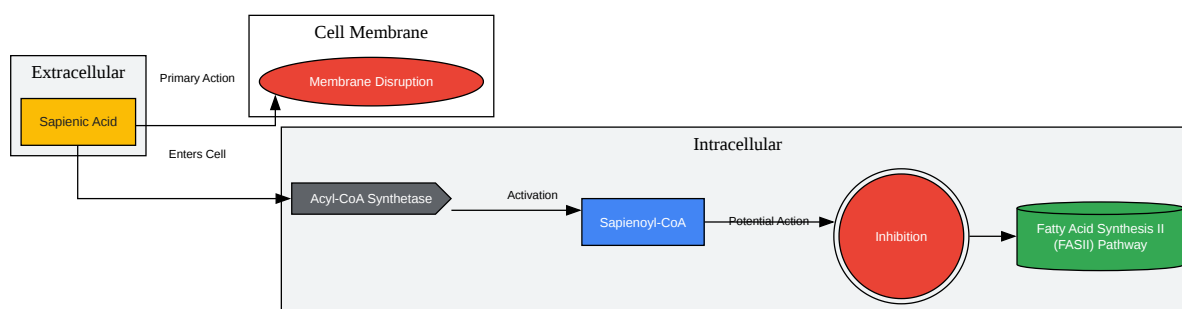 Cell Membrane
Extracellular
Primary Action
Membrane Disruption
Sapienic Acid
Enters Cell
Intracellular
Acyl-CoA Synthetase
Activation
Sapienoyl-CoA
Potential Action
Inhibition
Fatty Acid Synthesis II
(FASII) Pathway